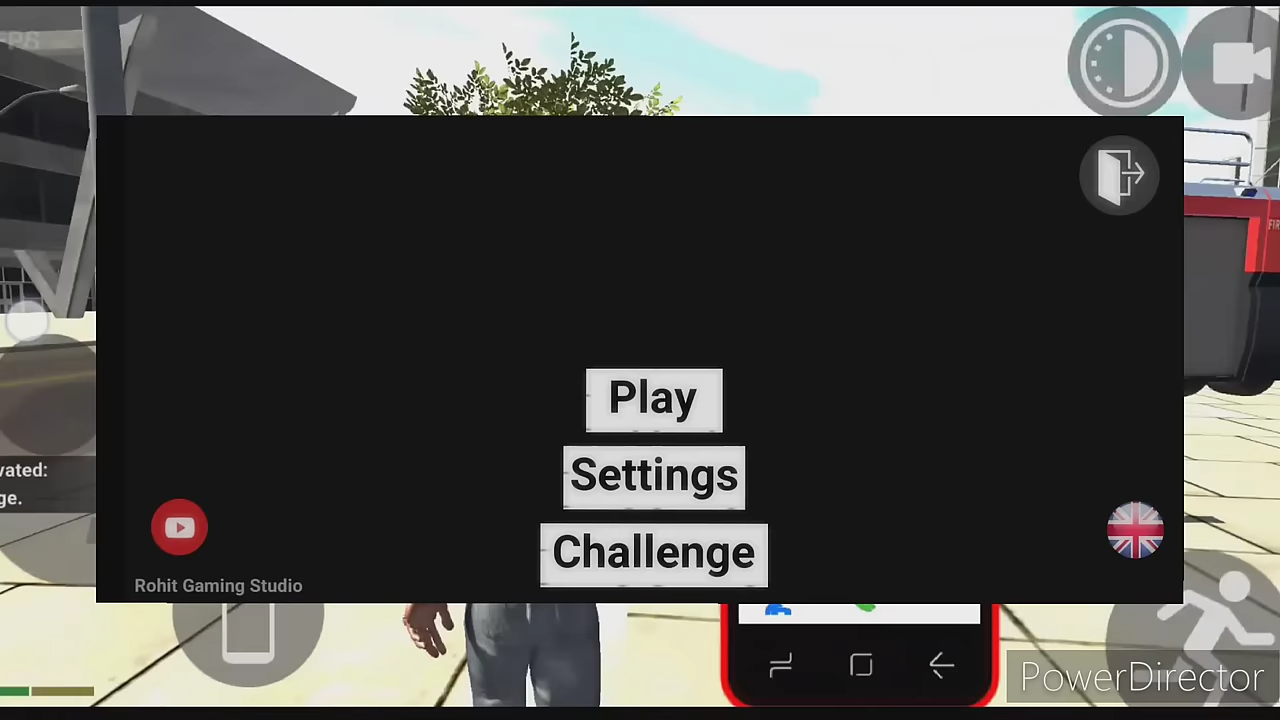 Play
Settings
vated:
ge.
Challenge
Rohit Gaming Studio
PowerDirector